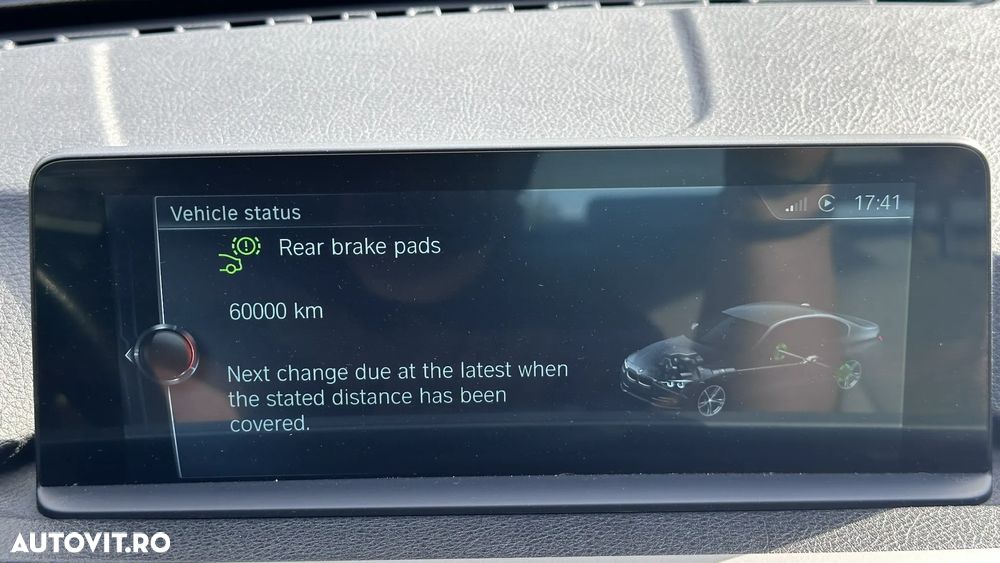 Vehicle status
17:41
Rear brake pads
60000 km
Next change due at the latest when
the stated distance has been
covered.
AUTOVIT.RO